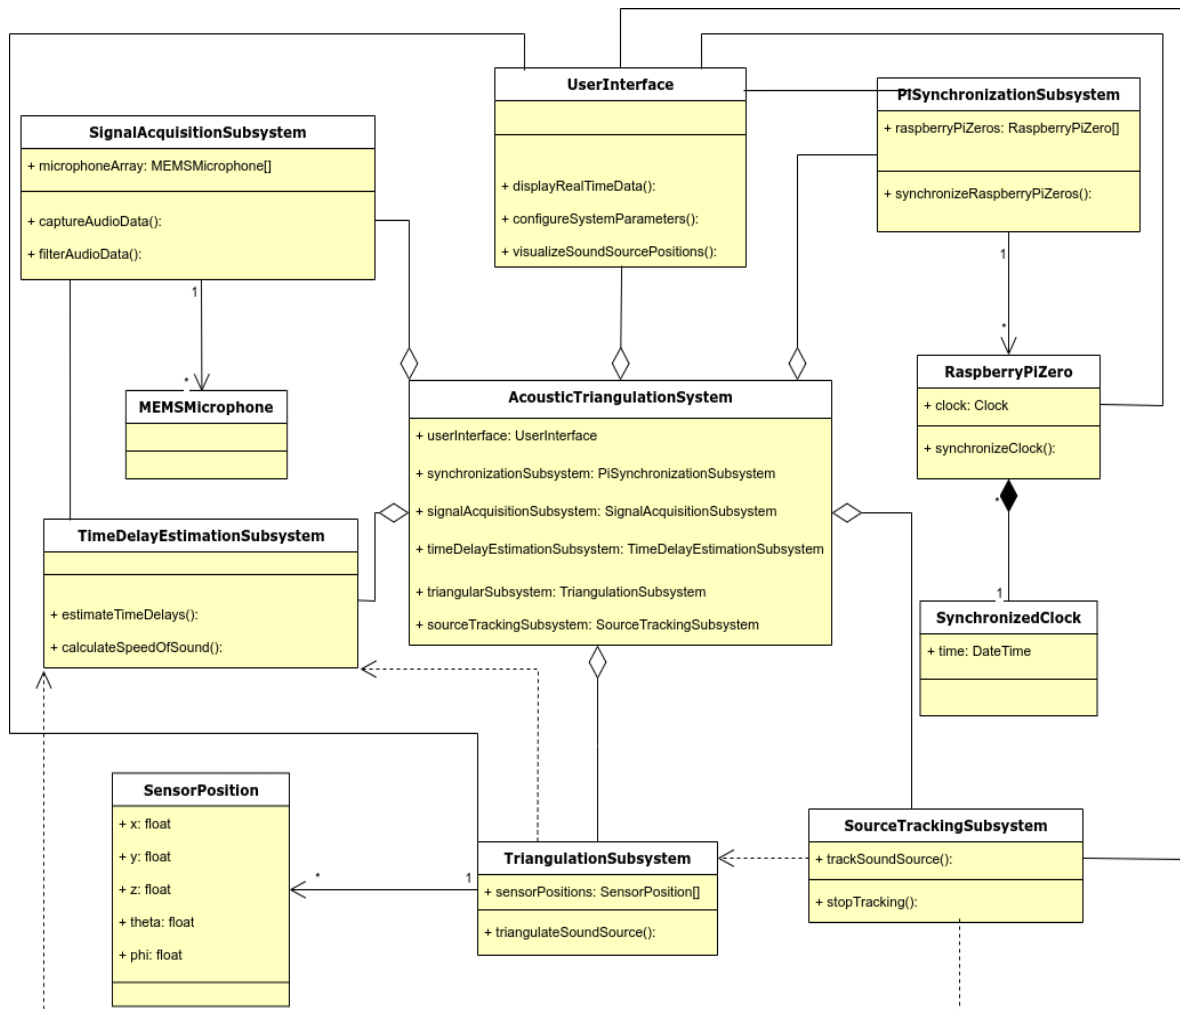 UserInterface
+ displayRealTimeData():
+ configureSystemParameters():
+ visualizeSoundSourcePositions():
PiSynchronizationSubsystem
+ raspberryPiZeros: RaspberryPiZero[]
+ synchronizeRaspberryPiZeros():
1
*
SignalAcquisitionSubsystem
+ microphoneArray: MEMSMicrophone[]
+ captureAudioData():
+ filterAudioData():
1
*
MEMSMicrophone
AcousticTriangulationSystem
+ userInterface: UserInterface
+ synchronizationSubsystem: PiSynchronizationSubsystem
+ signalAcquisitionSubsystem: SignalAcquisitionSubsystem
+ timeDelayEstimationSubsystem: TimeDelayEstimationSubsystem
+ triangularSubsystem: TriangulationSubsystem
+ sourceTrackingSubsystem: SourceTrackingSubsystem
RaspberryPiZero
+ clock: Clock
+ synchronizeClock():
*
1
TimeDelayEstimationSubsystem
+ estimateTimeDelays():
+ calculateSpeedOfSound():
SynchronizedClock
+ time: DateTime
SensorPosition
+ x: float
+ y: float
+ z: float
+ theta: float
+ phi: float
*
1
TriangulationSubsystem
+ sensorPositions: SensorPosition[]
+ triangulateSoundSource():
SourceTrackingSubsystem
+ trackSoundSource():
+ stopTracking():